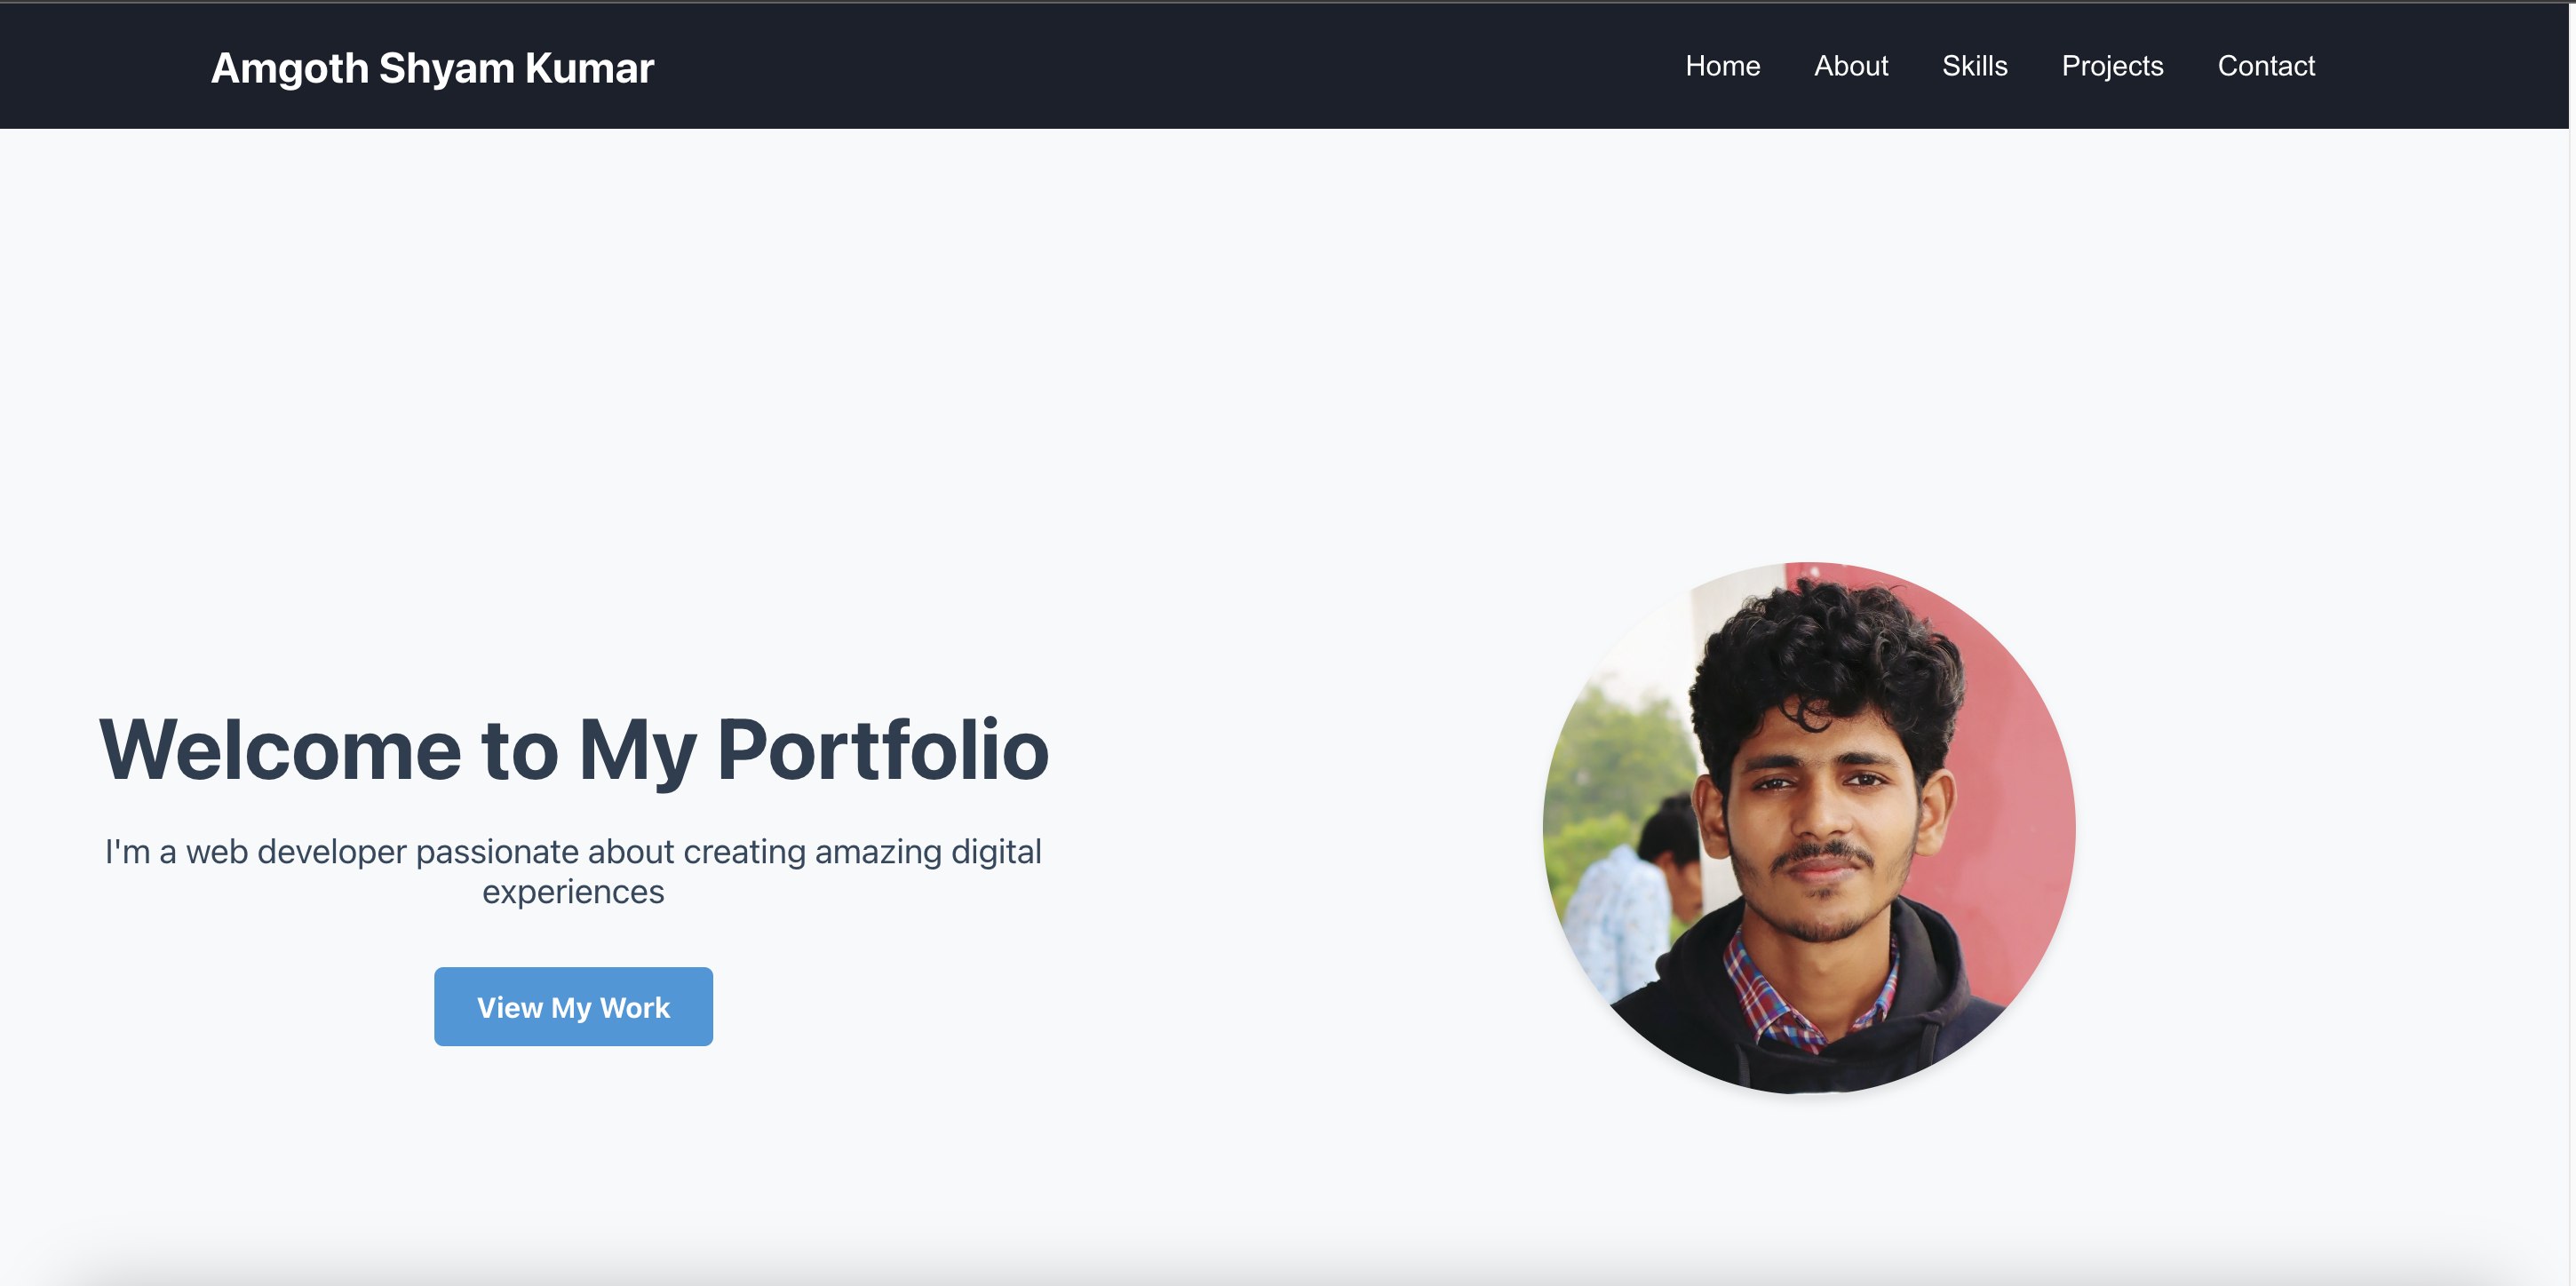 Amgoth Shyam Kumar
Home About Skills Projects Contact
Welcome to My Portfolio
I'm a web developer passionate about creating amazing digital
experiences
View My Work